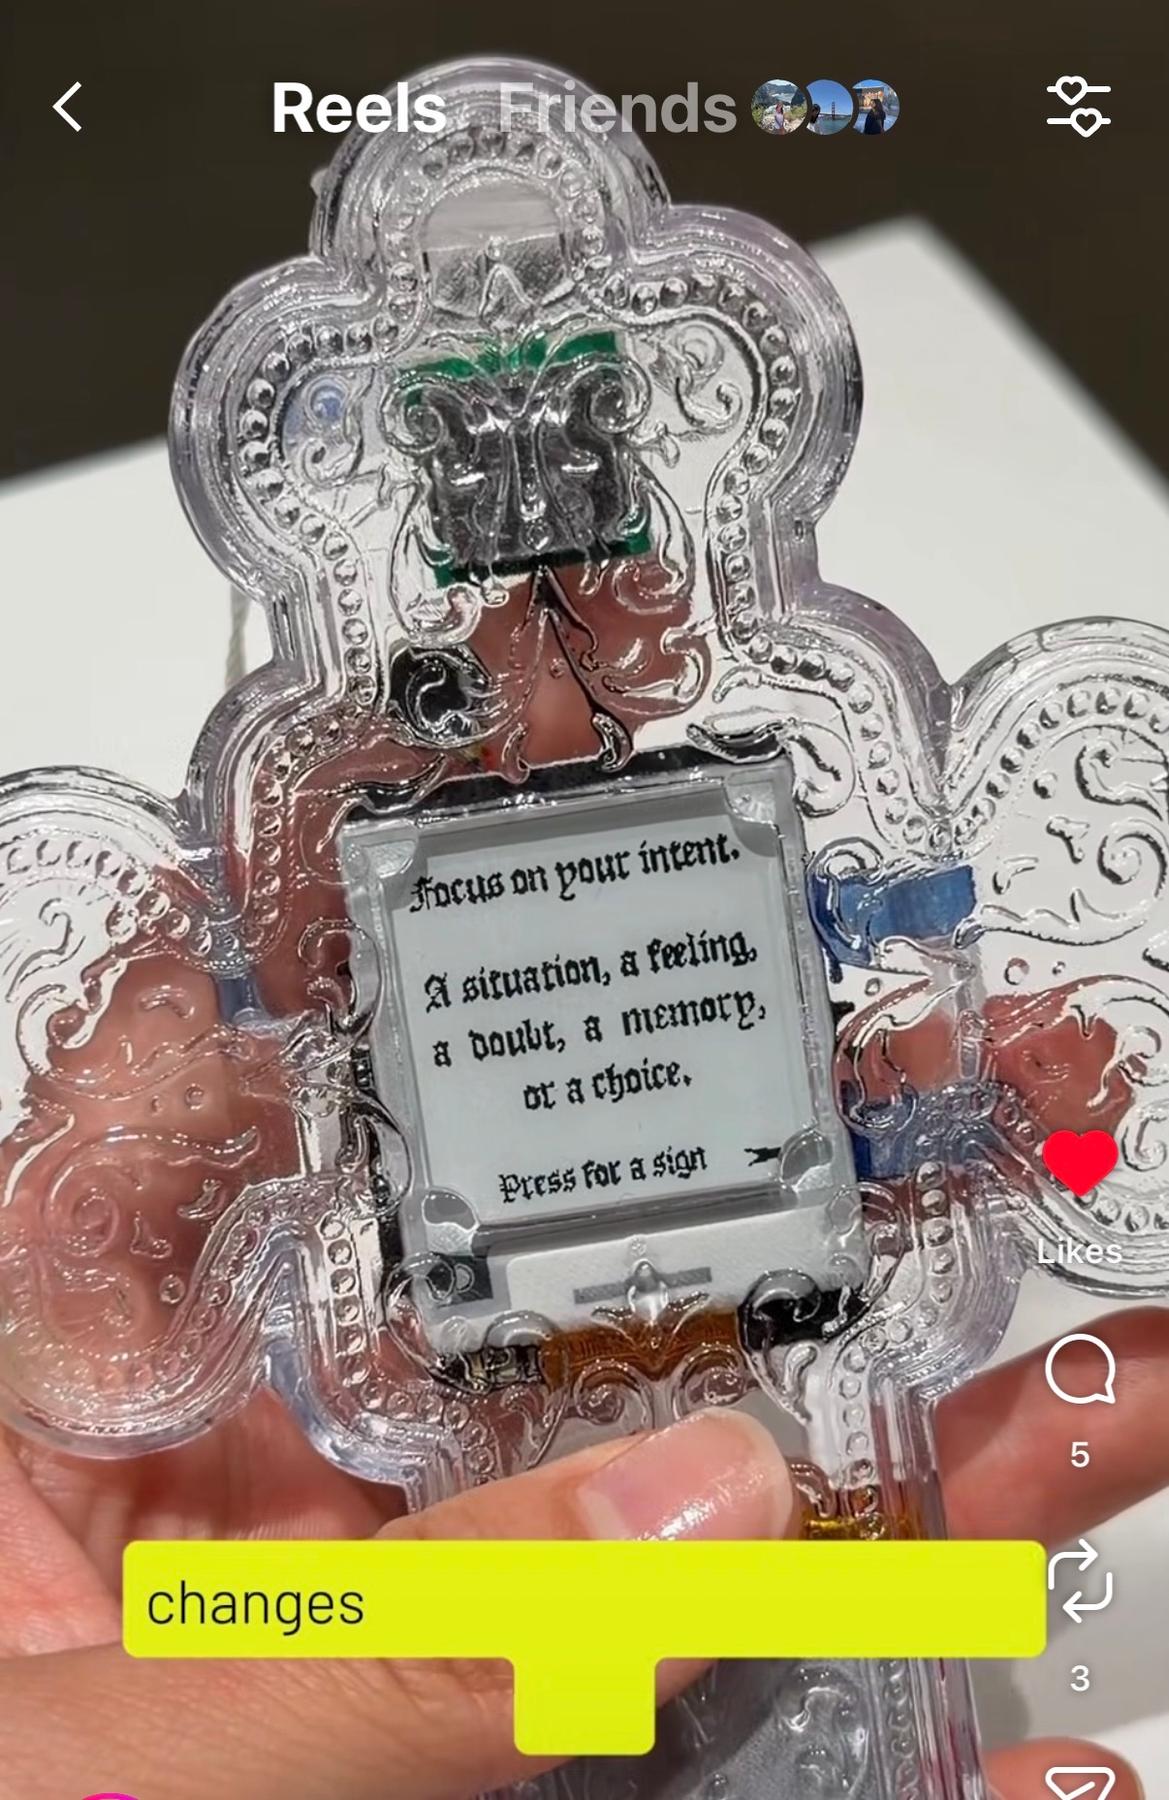 Reels Friends
Focus on your intent.
A situation, a feeling,
a doubt, a memory,
or a choice.
Press for a sign
Likes
5
changes
3